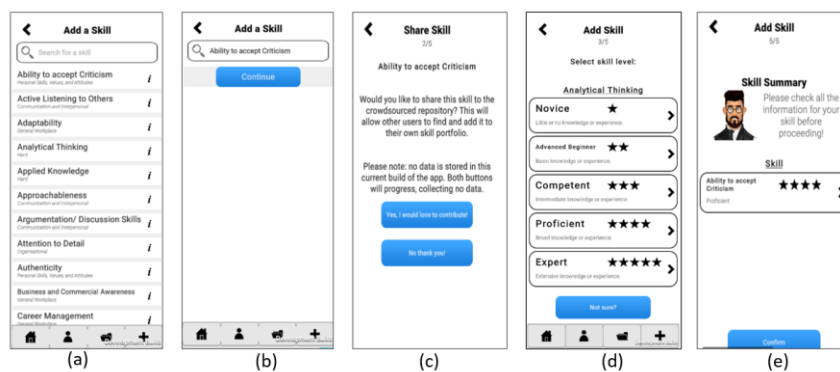 Add a Skill
Search for a skill
Ability to accept Criticism
Personal Skills, Values, and Attitudes
Active Listening to Others
Communication and Interpersonal
Adaptability
General Workplace
Analytical Thinking
Hard
Applied Knowledge
Hard
Approachableness
Communication and Interpersonal
Argumentation/ Discussion Skills
Communication and Interpersonal
Attention to Detail
Organisational
Authenticity
Personal Skills, Values, and Attitudes
Business and Commercial Awareness
General Workplace
Career Management
(a)
Add a Skill
Ability to accept Criticism
Continue
(b)
Share Skill
2/5
Ability to accept Criticism
Would you like to share this skill to the
crowdsourced repository? This will
allow other users to find and add it to
their own skill portfolio.
Please note: no data is stored in this
current build of the app. Both buttons
will progress, collecting no data.
Yes, I would love to contribute!
No thank you!
(c)
Add Skill
3/5
Select skill level:
Analytical Thinking
Novice
Little or no knowledge or experience.
Advanced Beginner
Basic knowledge or experience.
Competent
Intermediate knowledge or experience.
Proficient
Broad knowledge or experience.
Expert
Extensive knowledge or experience.
Not sure?
(d)
Add Skill
5/5
Skill Summary
Please check all the
information for your
skill before
proceeding!
Skill
Ability to accept
Criticism
Proficient
Confirm
(e)